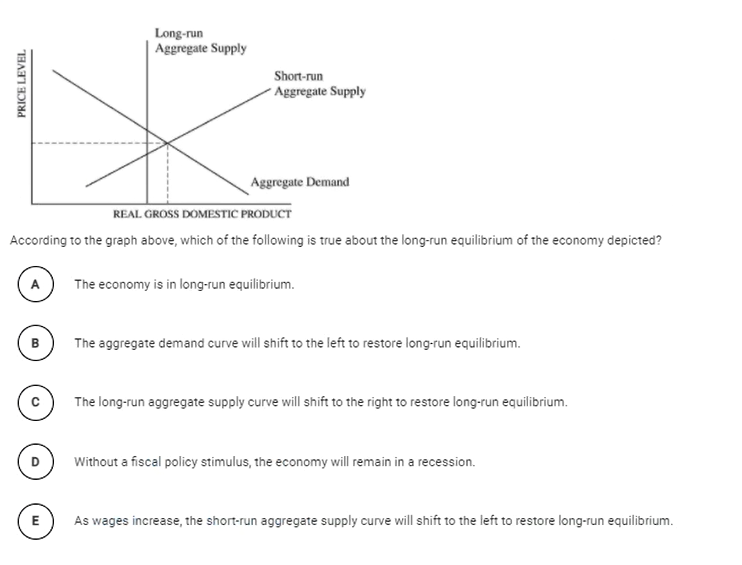 Long-run
Aggregate Supply
PRICE LEVEL
Short-run
Aggregate Supply
Aggregate Demand
REAL GROSS DOMESTIC PRODUCT
According to the graph above, which of the following is true about the long-run equilibrium of the economy depicted?
A The economy is in long-run equilibrium.
B The aggregate demand curve will shift to the left to restore long-run equilibrium.
C The long-run aggregate supply curve will shift to the right to restore long-run equilibrium.
D Without a fiscal policy stimulus, the economy will remain in a recession.
E As wages increase, the short-run aggregate supply curve will shift to the left to restore long-run equilibrium.